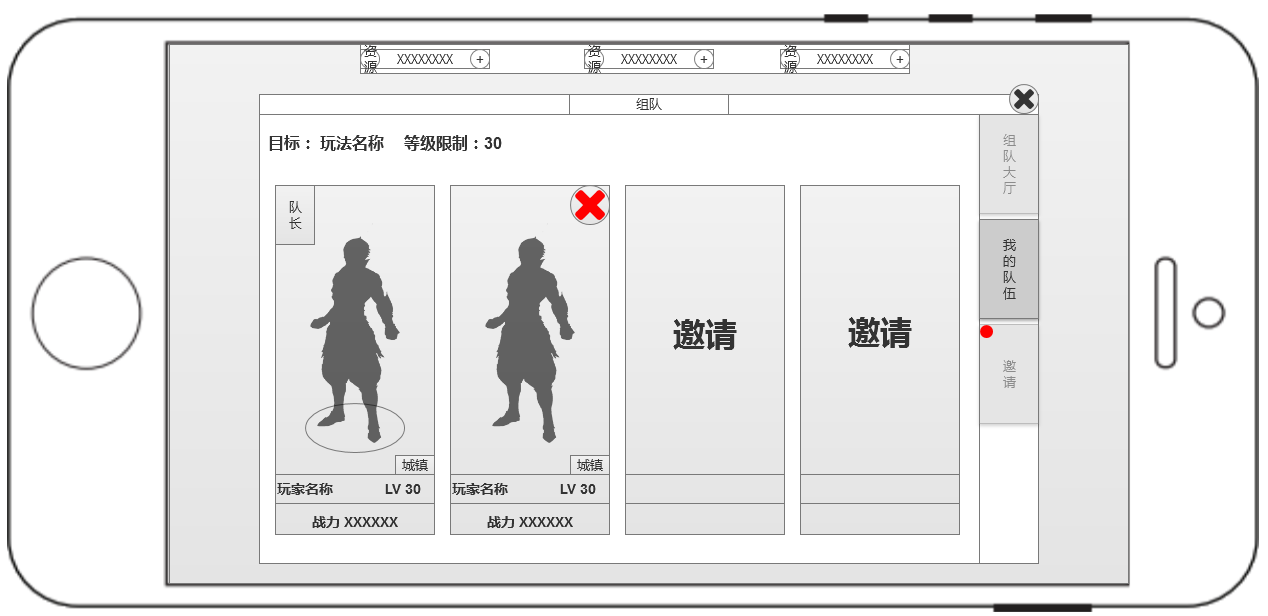 资源 XXXXXXXX + 资源 XXXXXXXX + 资源 XXXXXXXX +
组队
目标： 玩法名称 等级限制：30
组队大厅
队长
我的队伍
邀请 邀请
邀请
城镇 城镇
玩家名称 LV 30 玩家名称 LV 30
战力 XXXXXX 战力 XXXXXX